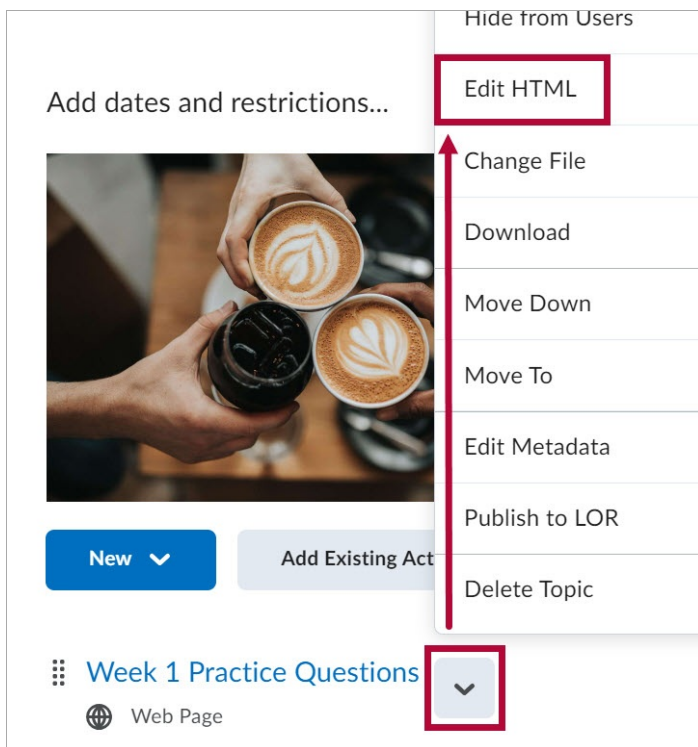 Hide from Users
Add dates and restrictions...
Edit HTML
Change File
Download
Move Down
Move To
Edit Metadata
Publish to LOR
Delete Topic
New
Add Existing Act
Week 1 Practice Questions
Web Page